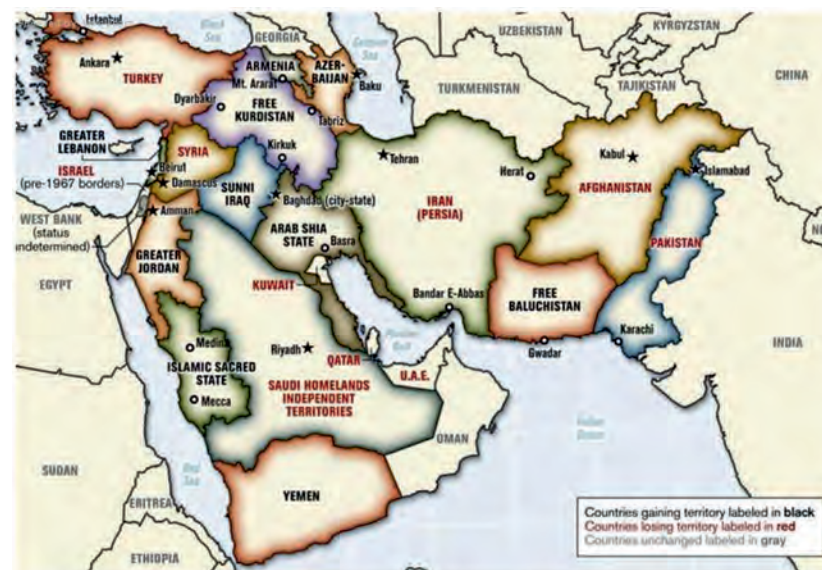 Istanbul
Black
Sea
GEORGIA
Caspian
Sea
UZBEKISTAN
KYRGYZSTAN
Ankara
TURKEY
ARMENIA
Mt. Ararat
AZER-
BAIJAN
Baku
TURKMENISTAN
TAJIKISTAN
CHINA
Dyarbakir
FREE
KURDISTAN
Tabriz
GREATER
LEBANON
SYRIA
Kirkuk
Tehran
Herat
Kabul
Islamabad
ISRAEL
(pre-1967 borders)
Beirut
Damascus
SUNNI
IRAQ
Baghdad (city-state)
IRAN
(PERSIA)
AFGHANISTAN
WEST BANK
(status
undetermined)
Amman
ARAB SHIA
STATE
Basra
PAKISTAN
GREATER
JORDAN
EGYPT
KUWAIT
Bandar E-Abbas
FREE
BALUCHISTAN
Persian
Gulf
Karachi
Gwadar
INDIA
Medina
ISLAMIC SACRED
STATE
Mecca
Riyadh
QATAR
U.A.E.
SAUDI HOMELANDS
INDEPENDENT
TERRITORIES
OMAN
Indian
Ocean
SUDAN
Red
Sea
YEMEN
ERITREA
ETHIOPIA
Countries gaining territory labeled in black
Countries losing territory labeled in red
Countries unchanged labeled in gray